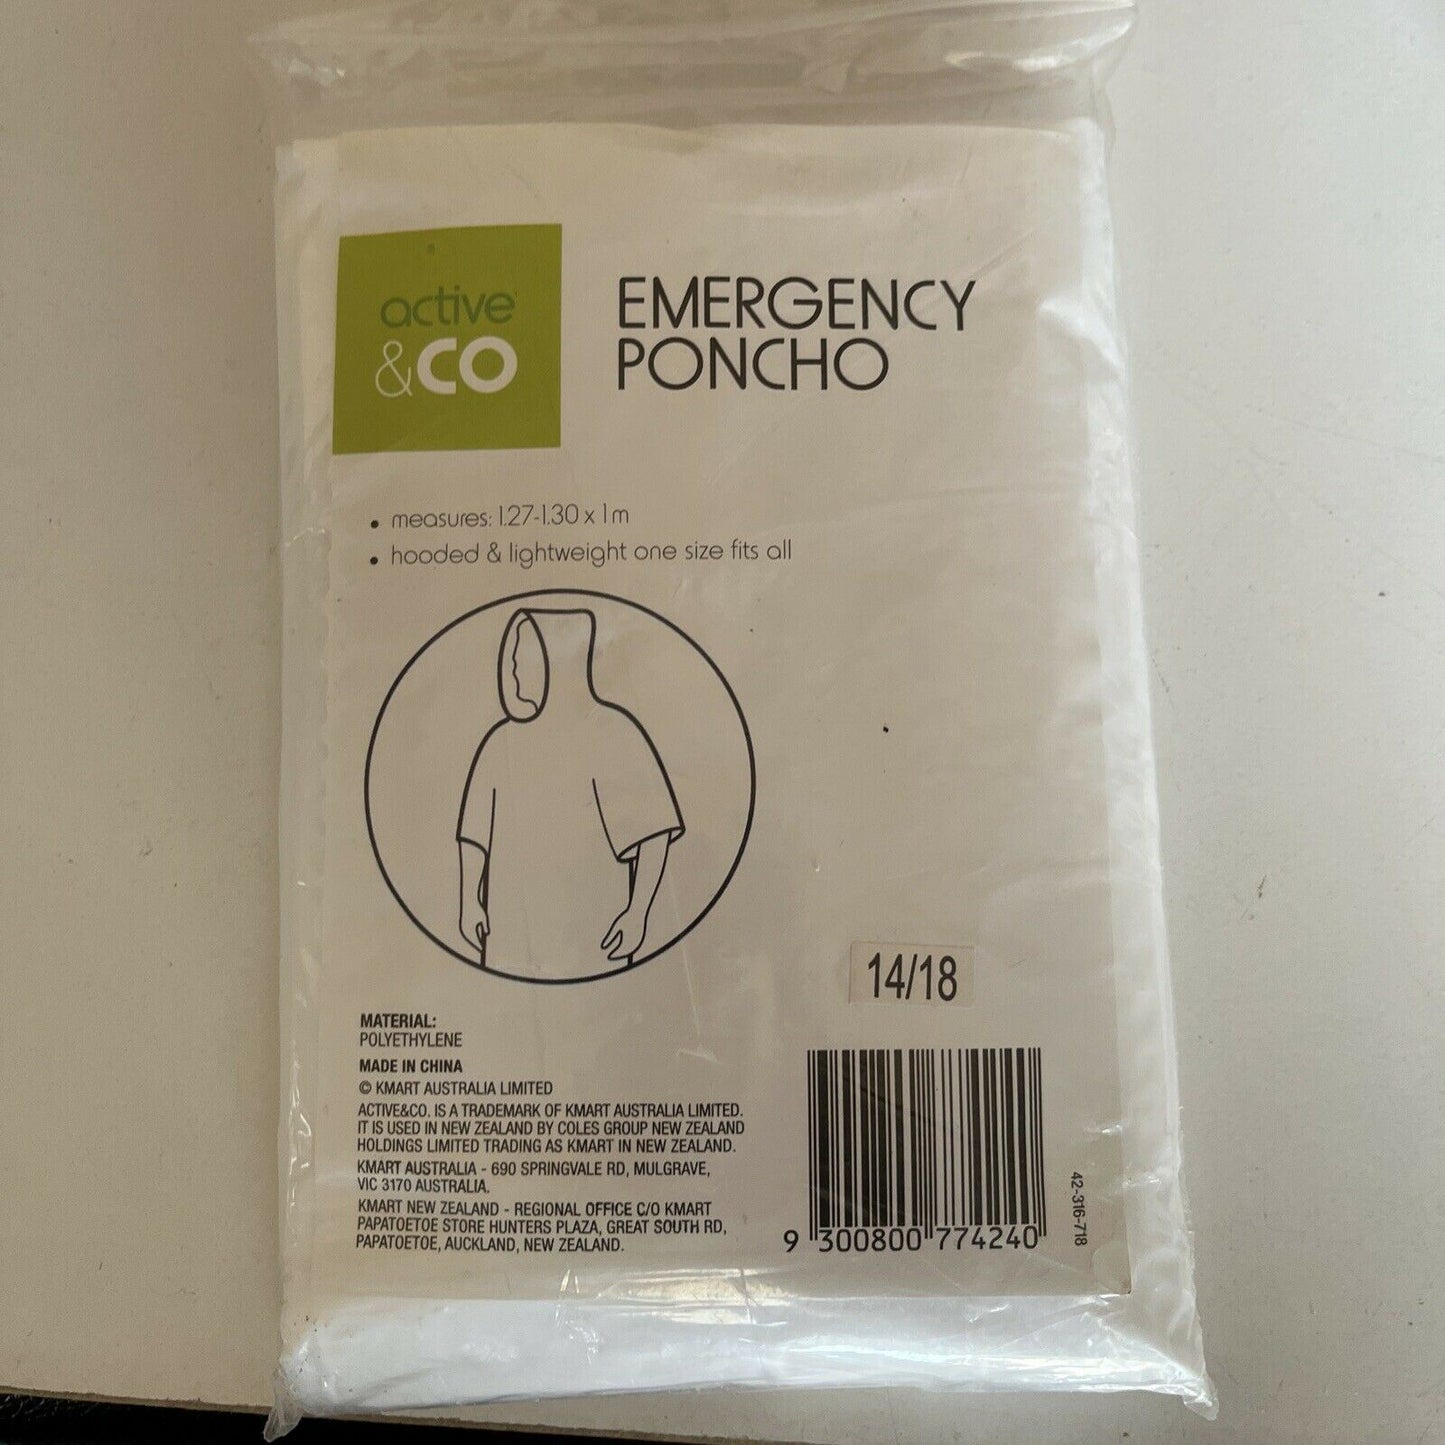 active
&CO
EMERGENCY
PONCHO
• measures: 1.27-1.30 x 1m
• hooded & lightweight one size fits all
14/18
MATERIAL:
POLYETHYLENE
MADE IN CHINA
© KMART AUSTRALIA LIMITED
ACTIVE&CO. IS A TRADEMARK OF KMART AUSTRALIA LIMITED.
IT IS USED IN NEW ZEALAND BY COLES GROUP NEW ZEALAND
HOLDINGS LIMITED TRADING AS KMART IN NEW ZEALAND.
KMART AUSTRALIA - 690 SPRINGVALE RD, MULGRAVE,
VIC 3170 AUSTRALIA.
KMART NEW ZEALAND - REGIONAL OFFICE C/O KMART
PAPATOETOE STORE HUNTERS PLAZA, GREAT SOUTH RD,
PAPATOETOE, AUCKLAND, NEW ZEALAND.
9 300800 774240
42-316-718